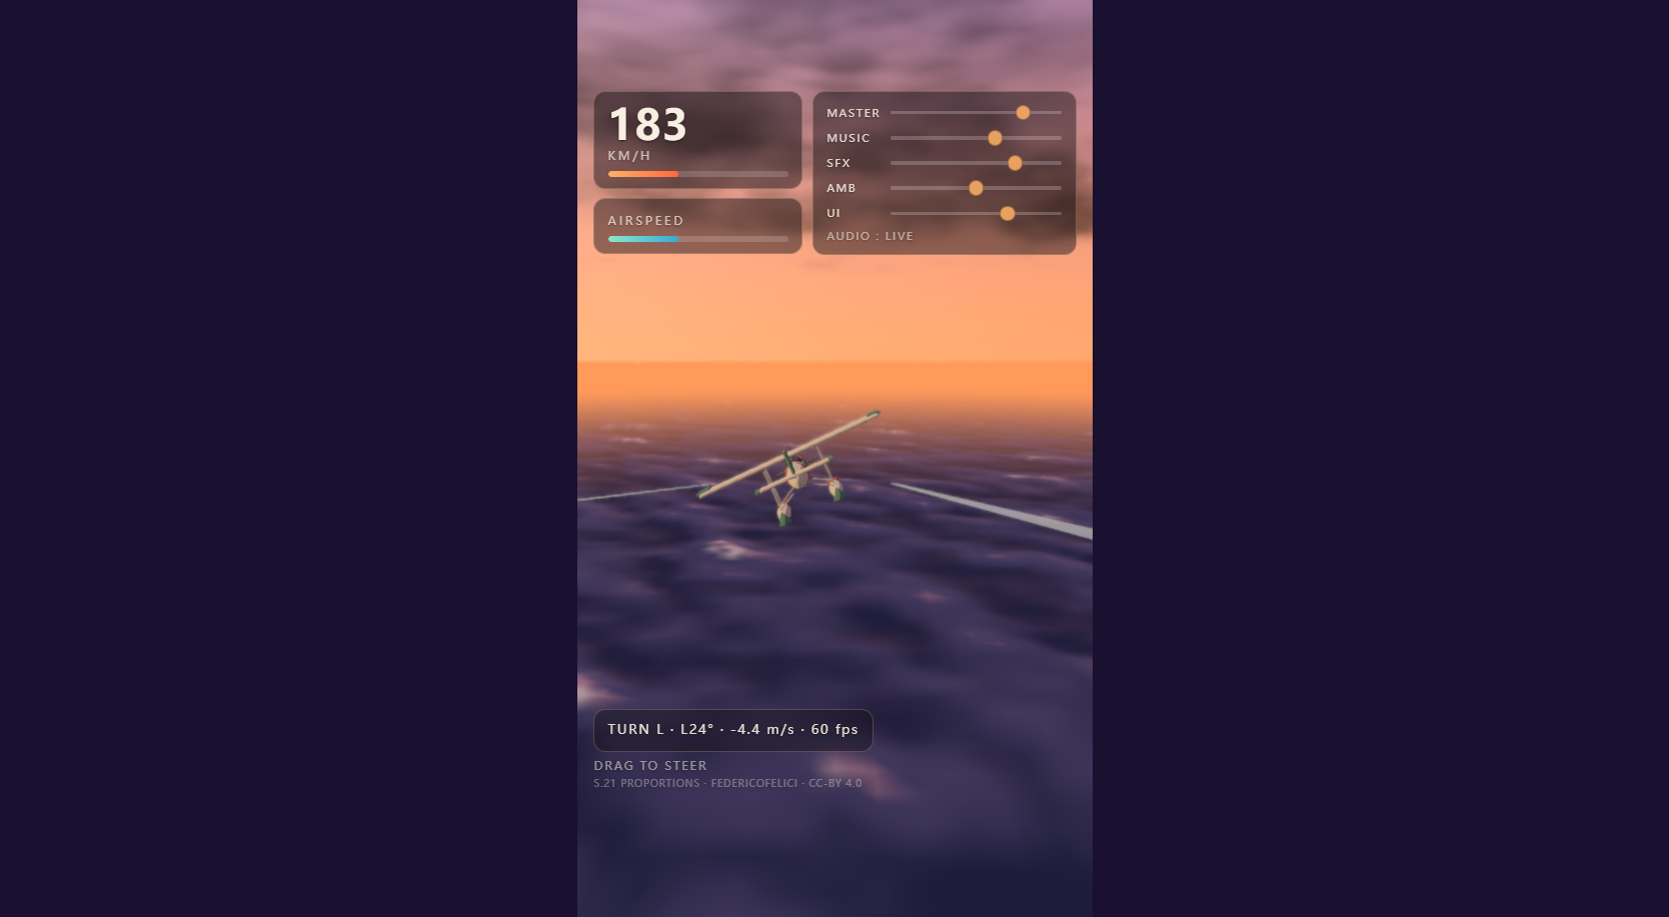 183
KM/H
AIRSPEED
MASTER
MUSIC
SFX
AMB
UI
AUDIO : LIVE
TURN L · L24° · -4.4 m/s · 60 fps
DRAG TO STEER
S.21 PROPORTIONS · FEDERICOFELICI · CC-BY 4.0